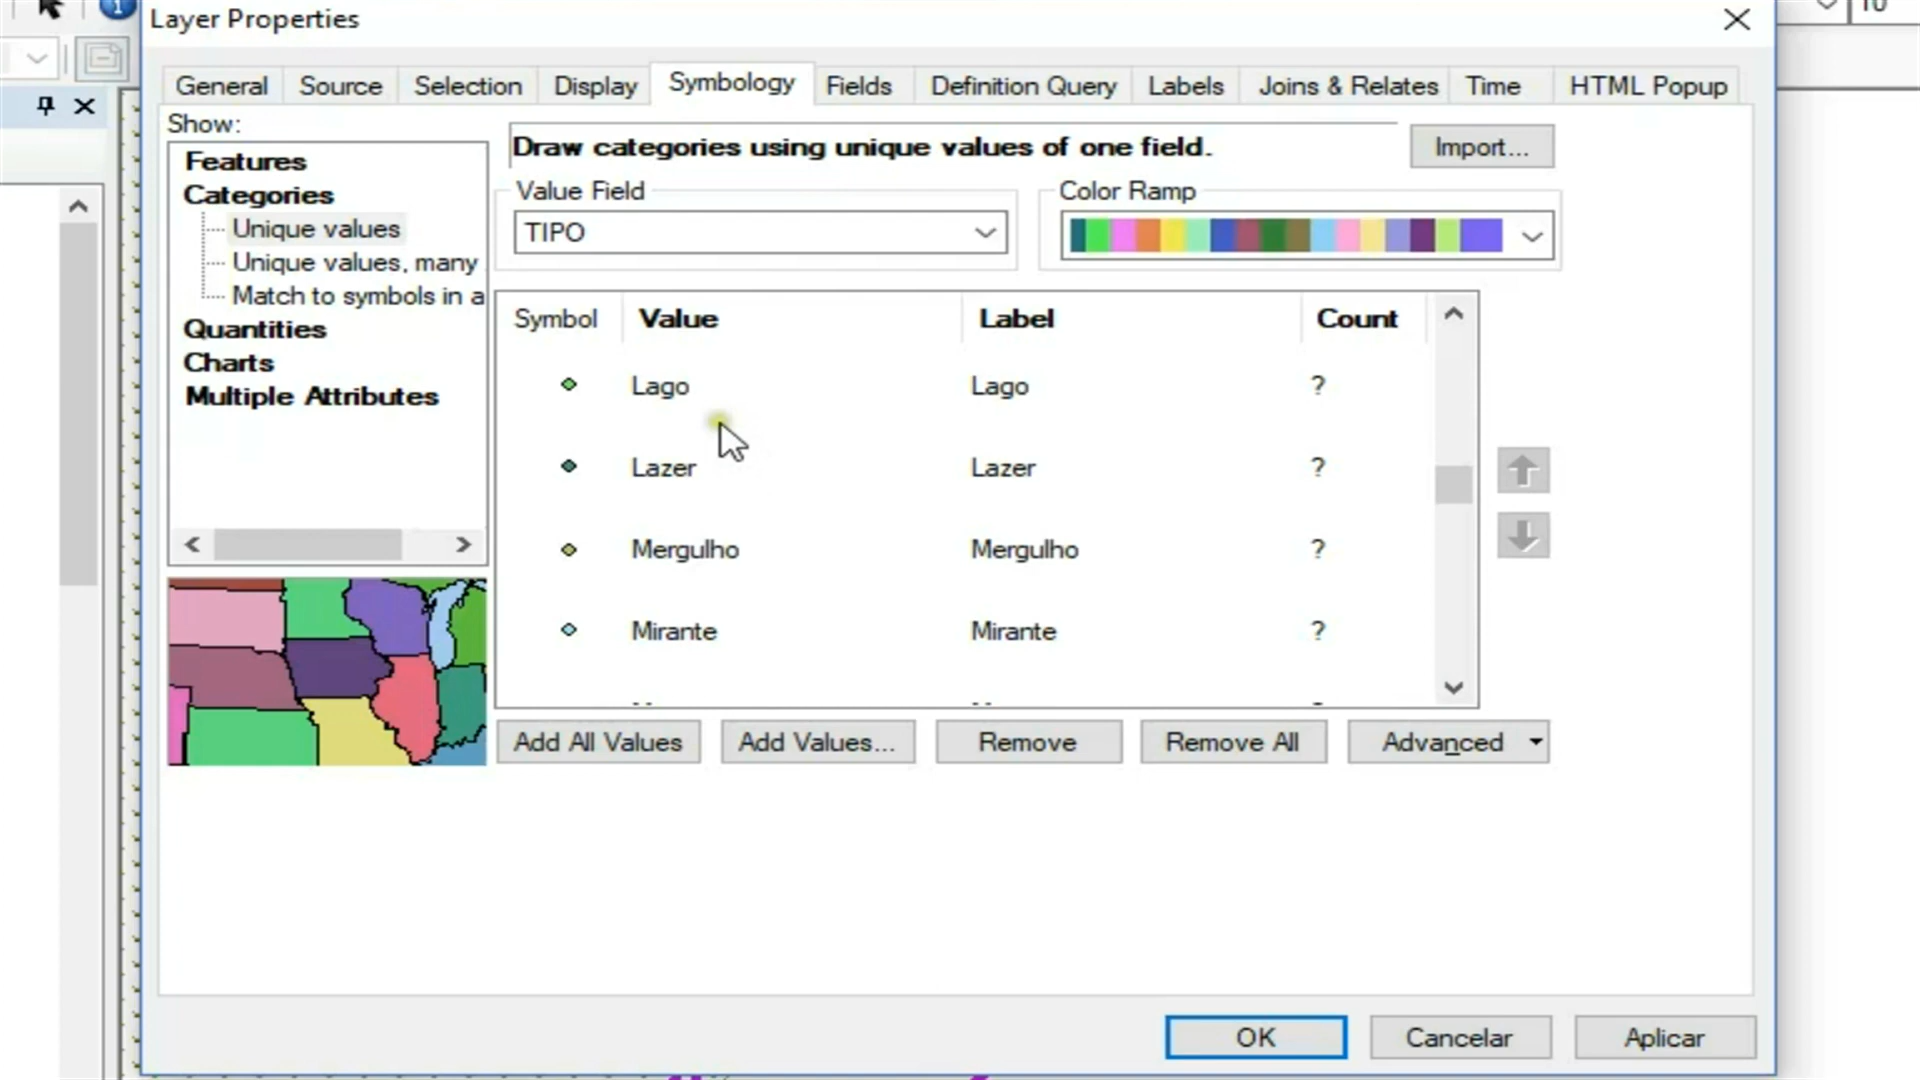 10
Layer Properties
General Source Selection Display Symbology Fields Definition Query Labels Joins & Relates Time HTML Popup
Show:
Features
Categories
Unique values
Unique values, many
Match to symbols in a
Quantities
Charts
Multiple Attributes
Draw categories using unique values of one field.
Import...
Value Field
TIPO
Color Ramp
Symbol Value Label Count
Lago Lago ?
Lazer Lazer ?
Mergulho Mergulho ?
Mirante Mirante ?
Add All Values Add Values... Remove Remove All Advanced
OK Cancelar Aplicar